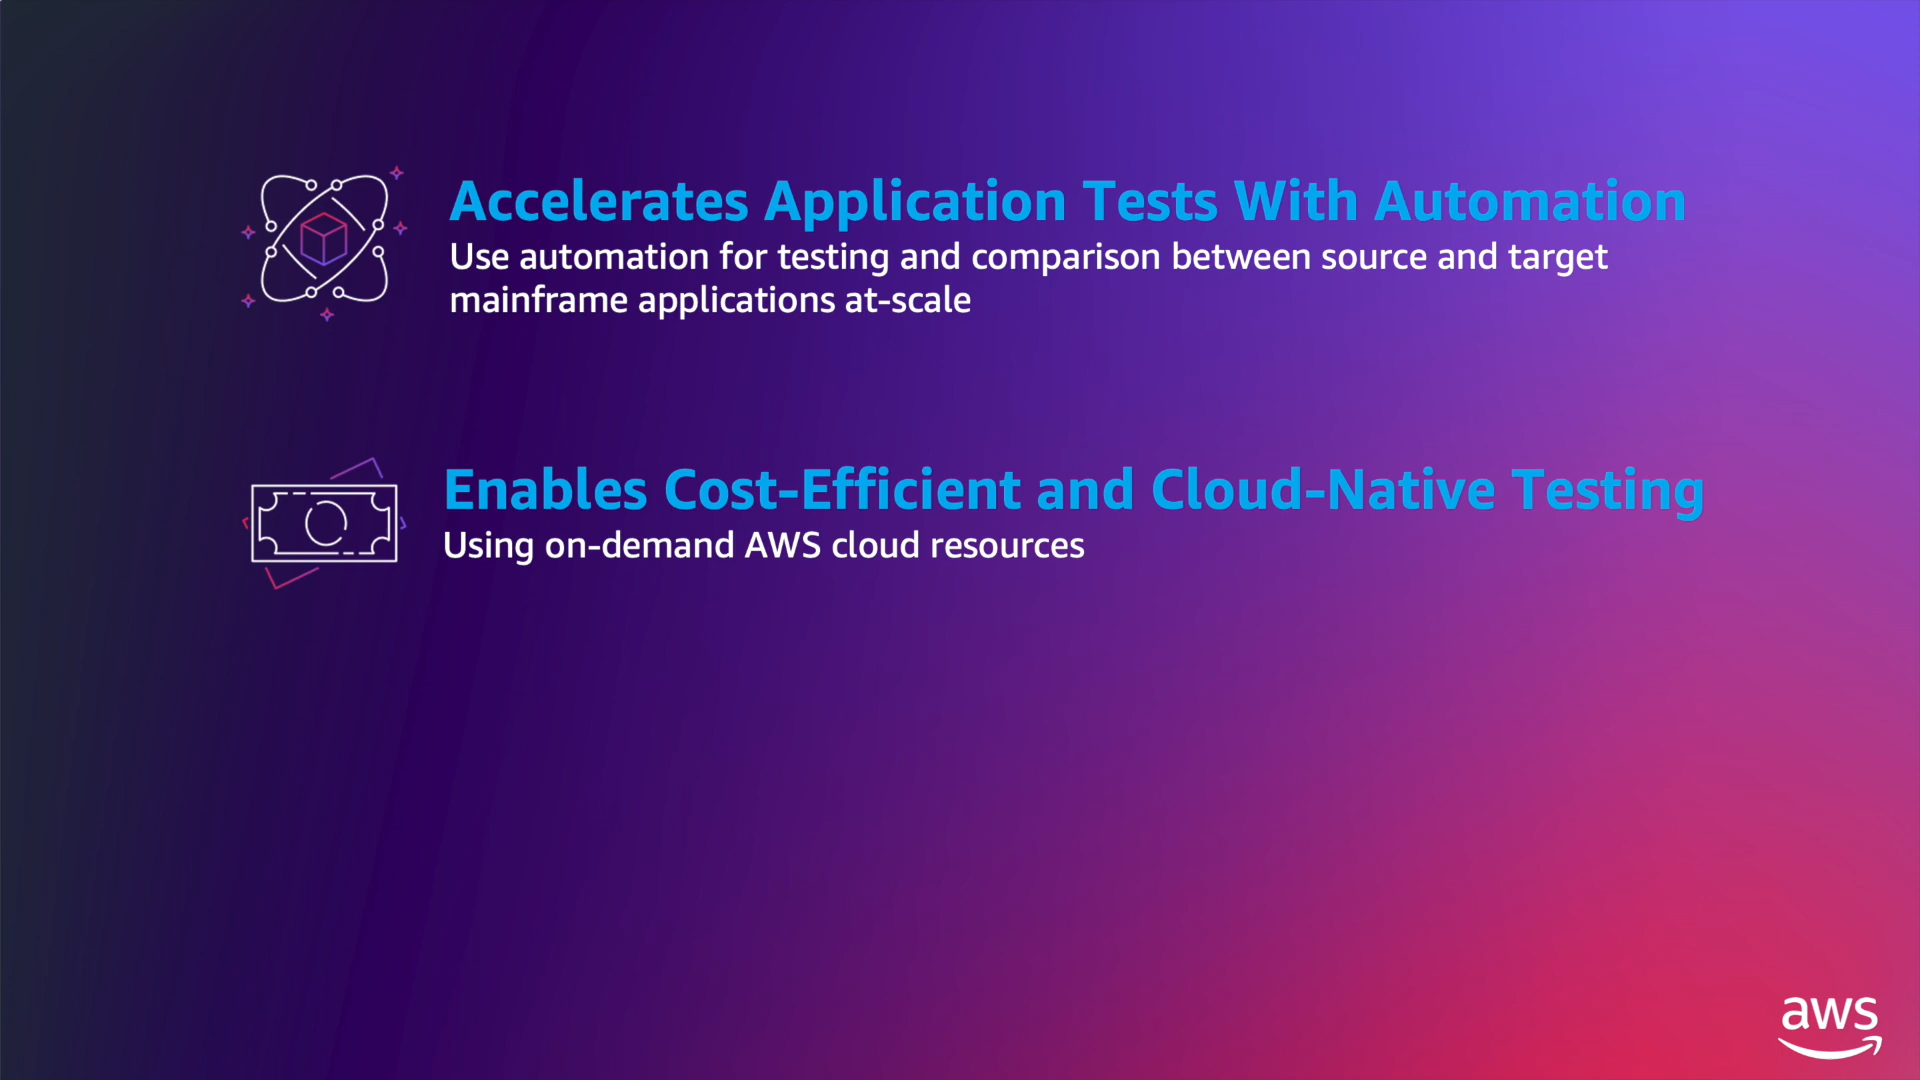 Accelerates Application Tests With Automation
Use automation for testing and comparison between source and target
mainframe applications at-scale
Enables Cost-Efficient and Cloud-Native Testing
Using on-demand AWS cloud resources
aws